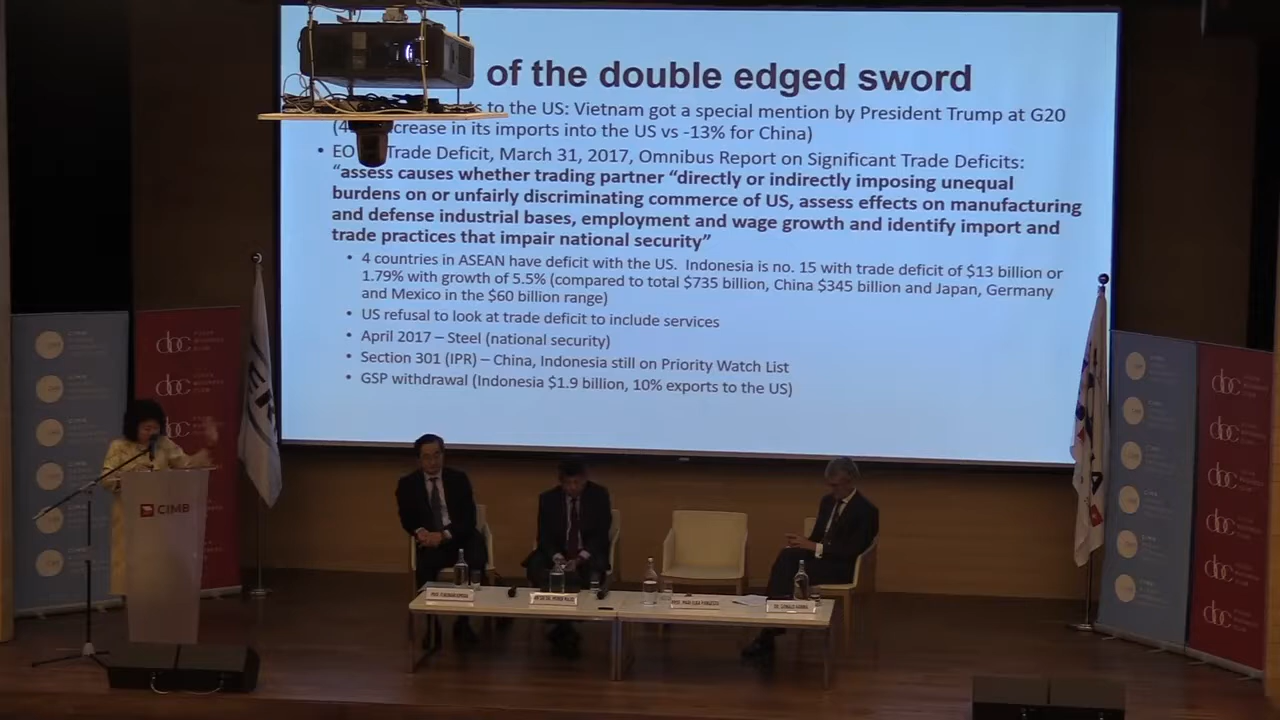 of the double edged sword
to the US: Vietnam got a special mention by President Trump at G20
crease in its imports into the US vs -13% for China)
• EO Trade Deficit, March 31, 2017, Omnibus Report on Significant Trade Deficits:
“assess causes whether trading partner “directly or indirectly imposing unequal
burdens on or unfairly discriminating commerce of US, assess effects on manufacturing
and defense industrial bases, employment and wage growth and identify import and
trade practices that impair national security”
• 4 countries in ASEAN have deficit with the US. Indonesia is no. 15 with trade deficit of $13 billion or
1.79% with growth of 5.5% (compared to total $735 billion, China $345 billion and Japan, Germany
and Mexico in the $60 billion range)
• US refusal to look at trade deficit to include services
• April 2017 – Steel (national security)
• Section 301 (IPR) – China, Indonesia still on Priority Watch List
• GSP withdrawal (Indonesia $1.9 billion, 10% exports to the US)
CIMB